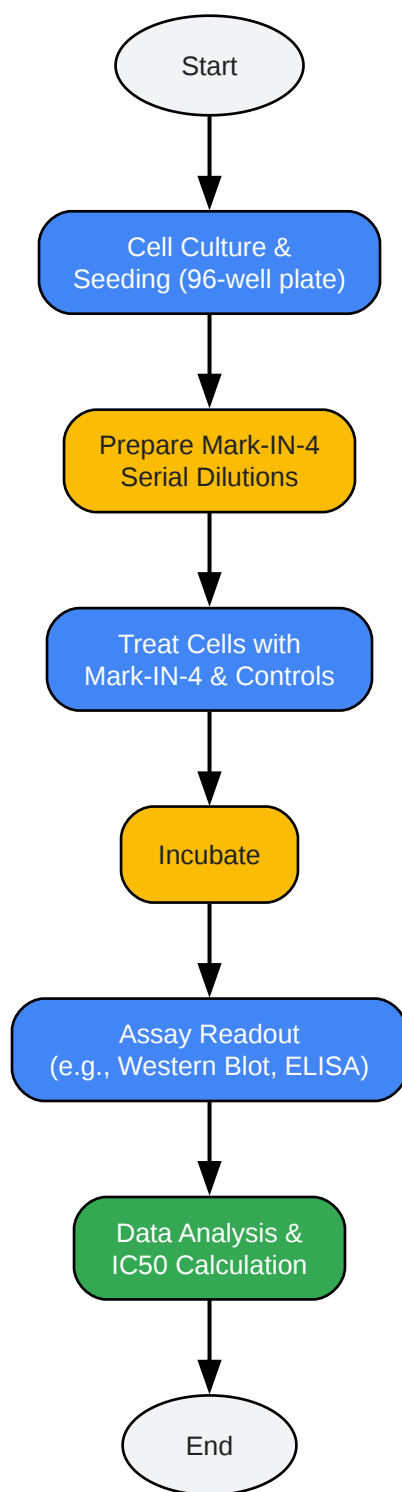 Start
Cell Culture &
Seeding (96-well plate)
Prepare Mark-IN-4
Serial Dilutions
Treat Cells with
Mark-IN-4 & Controls
Incubate
Assay Readout
(e.g., Western Blot, ELISA)
Data Analysis &
IC50 Calculation
End